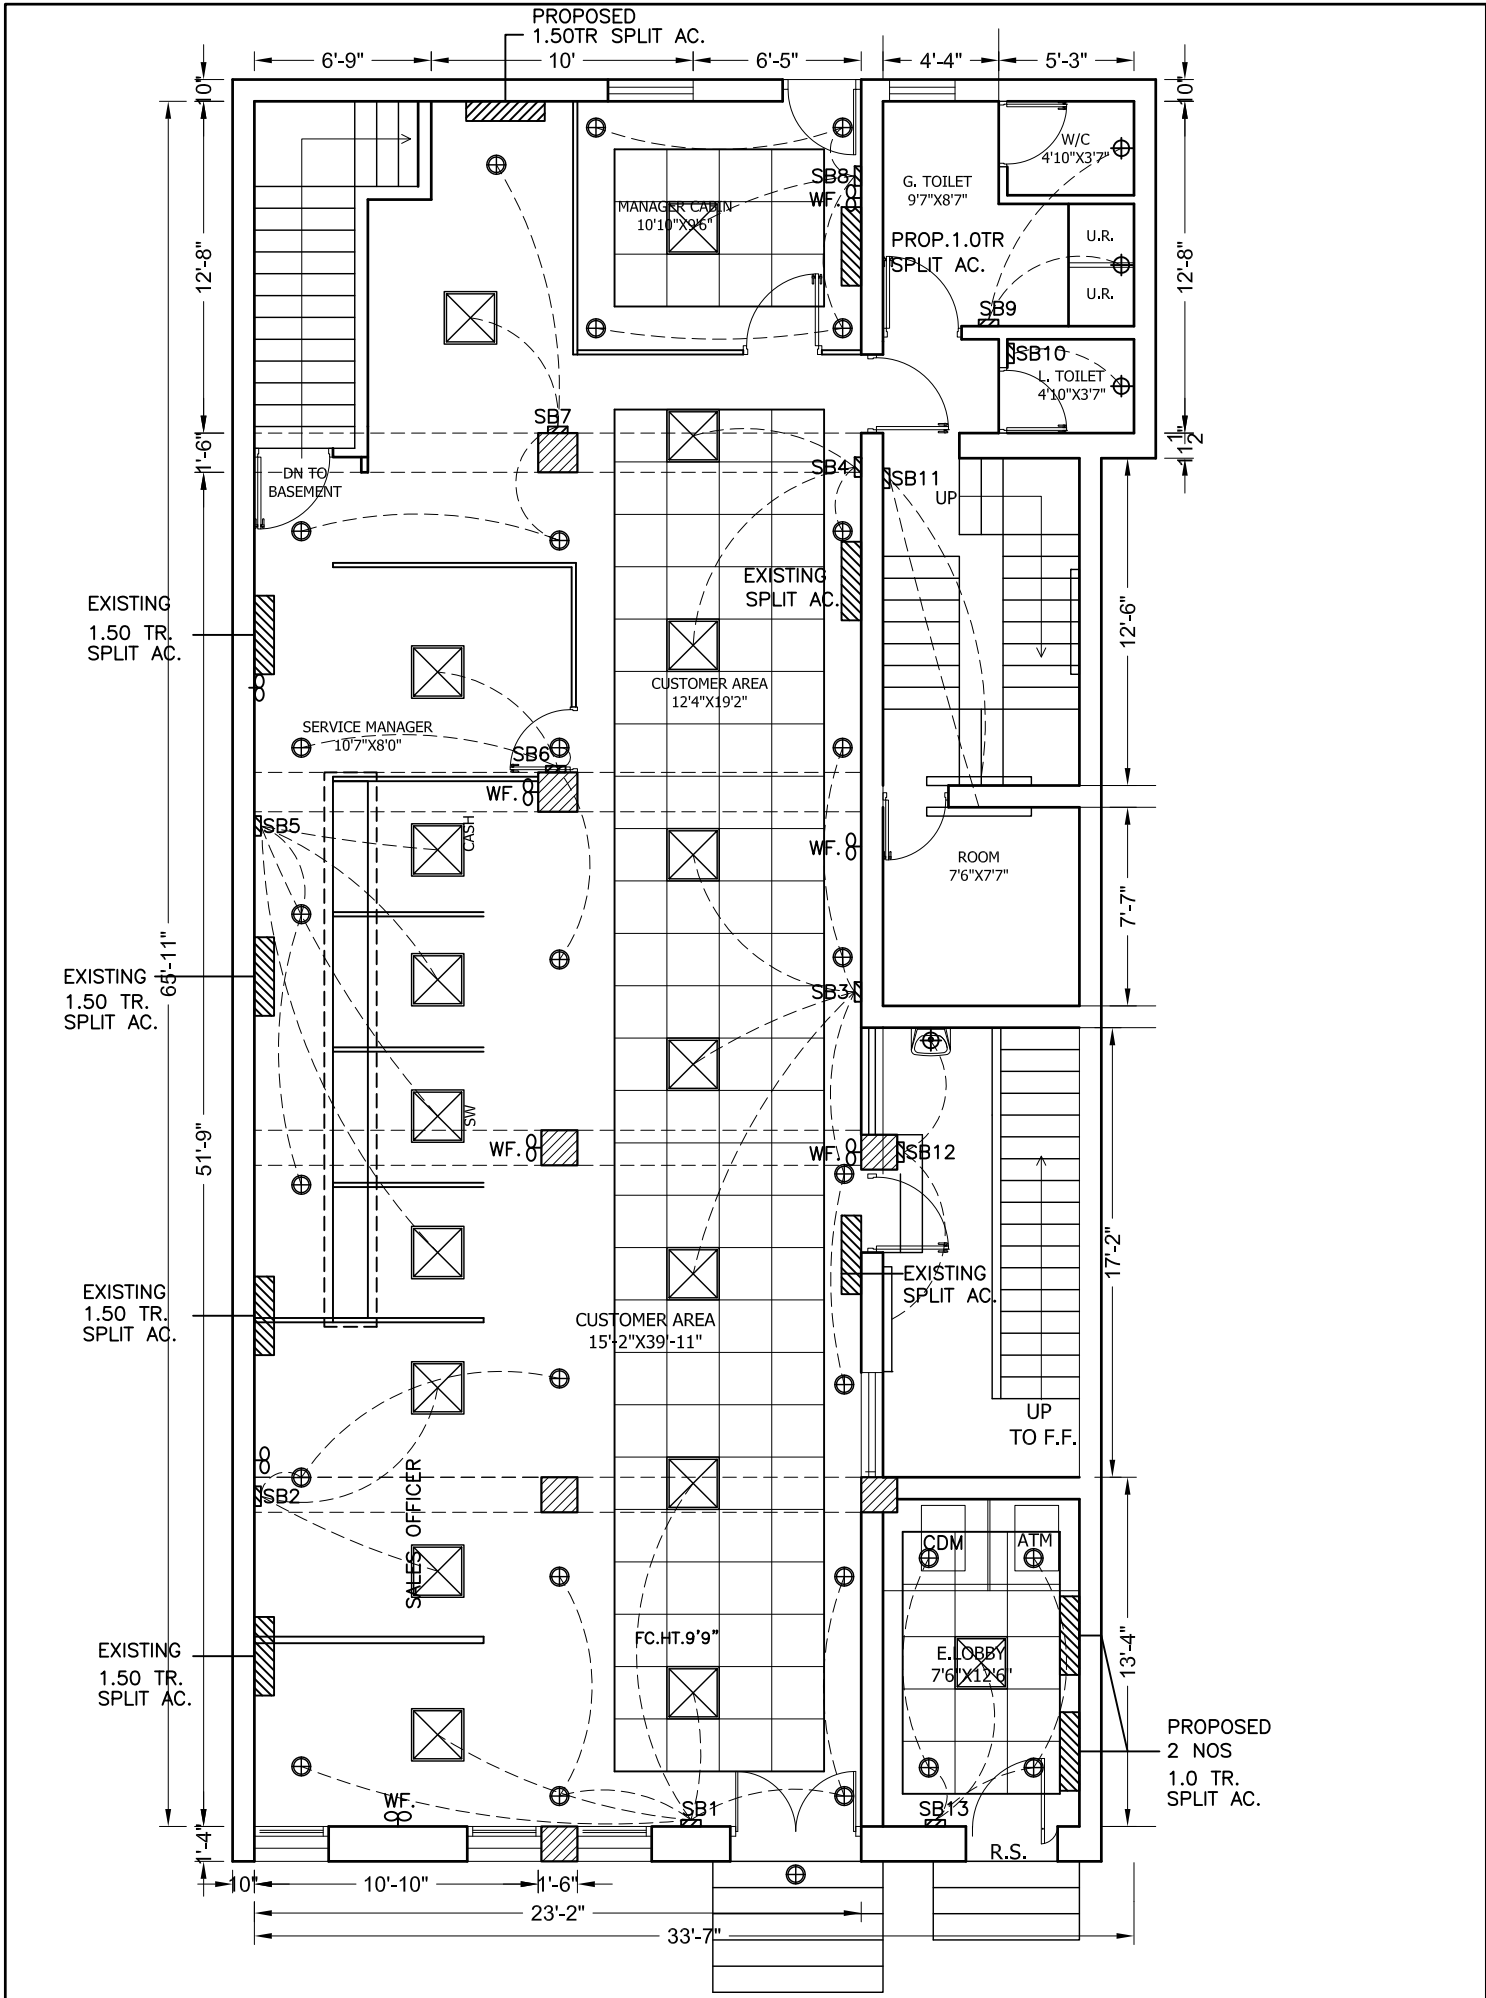 PROPOSED
1.50TR SPLIT AC.
6'-9"
10'
6'-5"
4'-4"
5'-3"
10"
10"
W/C
4'10"X3'7"
SB8
WF.
G. TOILET
9'7"X8'7"
MANAGER CABIN
10'10"X9'6"
PROP.1.0TR
SPLIT AC.
U.R.
U.R.
12'-8"
12'-8"
SB9
SB10
L. TOILET
4'10"X3'7"
SB7
1'-6"
11 1/2
DN TO
BASEMENT
SB4
SB11
UP
EXISTING
SPLIT AC.
EXISTING
1.50 TR.
SPLIT AC.
12'-6"
CUSTOMER AREA
12'4"X19'2"
SERVICE MANAGER
10'7"X8'0"
SB6
WF.
SB5
CASH
WF.
ROOM
7'6"X7'7"
7'-7"
65'-11"
EXISTING
1.50 TR.
SPLIT AC.
SB3
51'-9"
SW
WF.
WF.
SB12
17'-2"
EXISTING
SPLIT AC.
EXISTING
1.50 TR.
SPLIT AC.
CUSTOMER AREA
15'-2"X39'-11"
UP
TO F.F.
SB2
SALES OFFICER
CDM
ATM
FC.HT.9'9"
E.LOBBY
7'6"X12'6"
13'-4"
EXISTING
1.50 TR.
SPLIT AC.
PROPOSED
2 NOS
1.0 TR.
SPLIT AC.
WF.
SB1
SB13
1'-4"
R.S.
10"
10'-10"
1'-6"
23'-2"
33'-7"